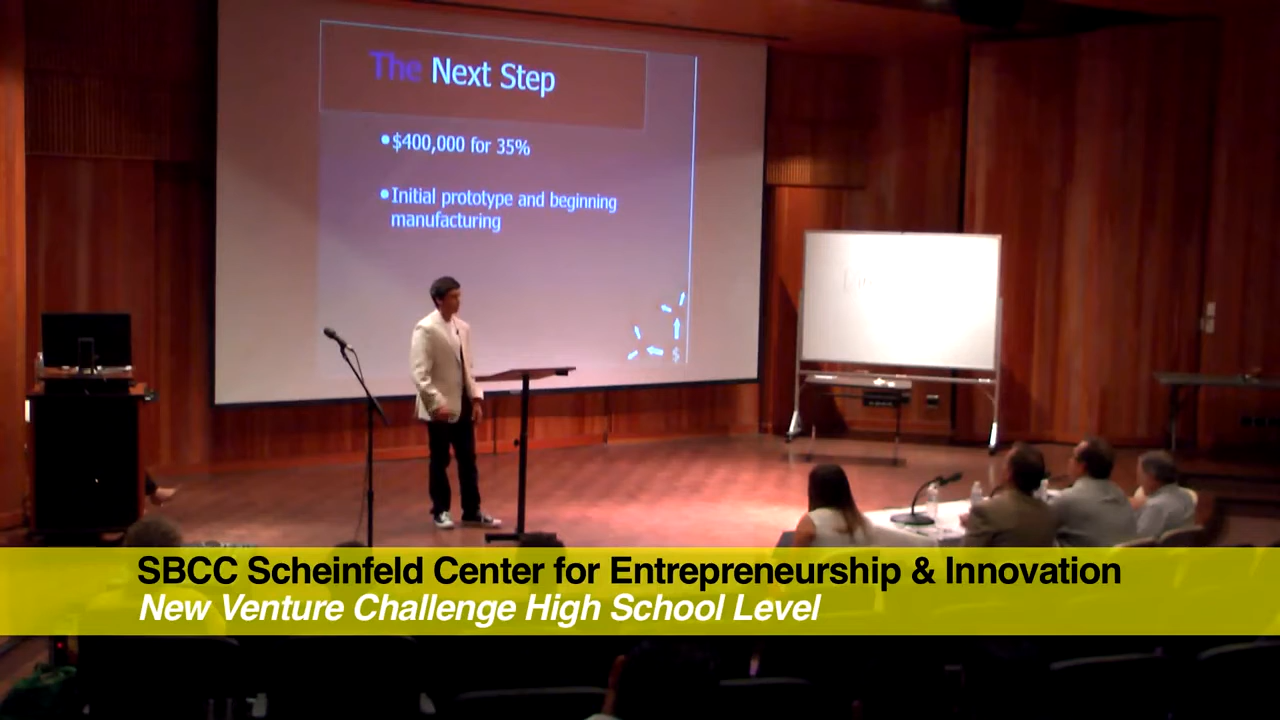 The Next Step
•$400,000 for 35%
•Initial prototype and beginning
manufacturing
$
SBCC Scheinfeld Center for Entrepreneurship & Innovation
New Venture Challenge High School Level